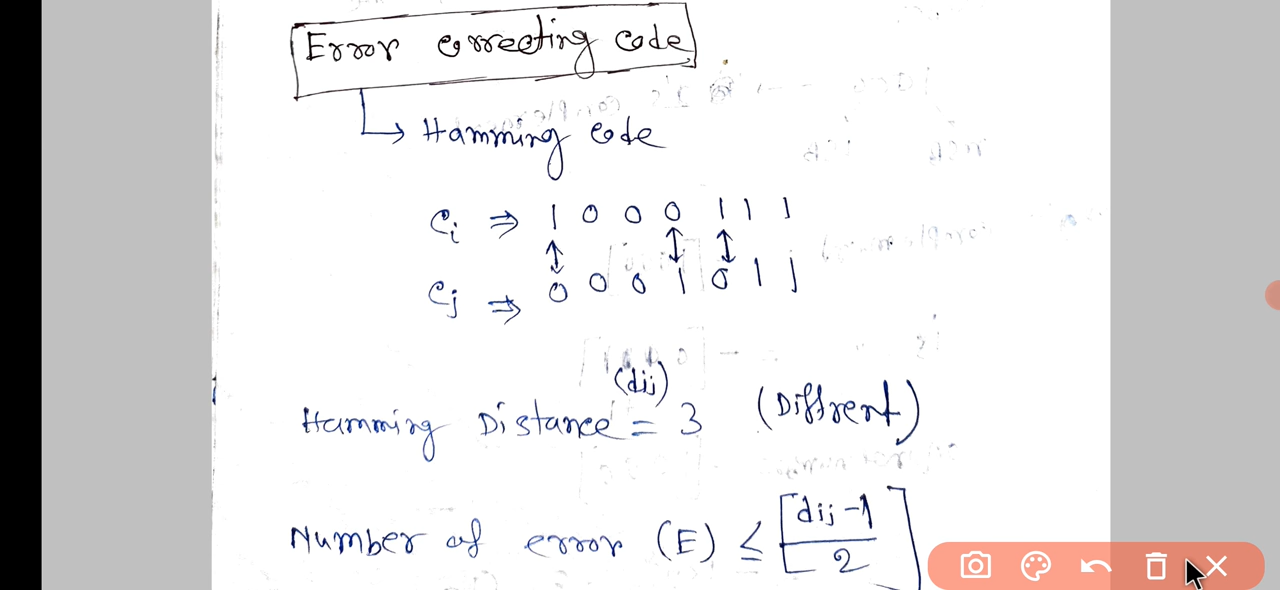 Error correcting code
↳ Hamming code
Ci ⇒ 1 0 0 0 1 1 1
Cj ⇒ 0 0 0 1 0 1 1
(dij)
Hamming Distance = 3 (Diffrent)
Number of error (E) ≤ [dij-1 / 2]